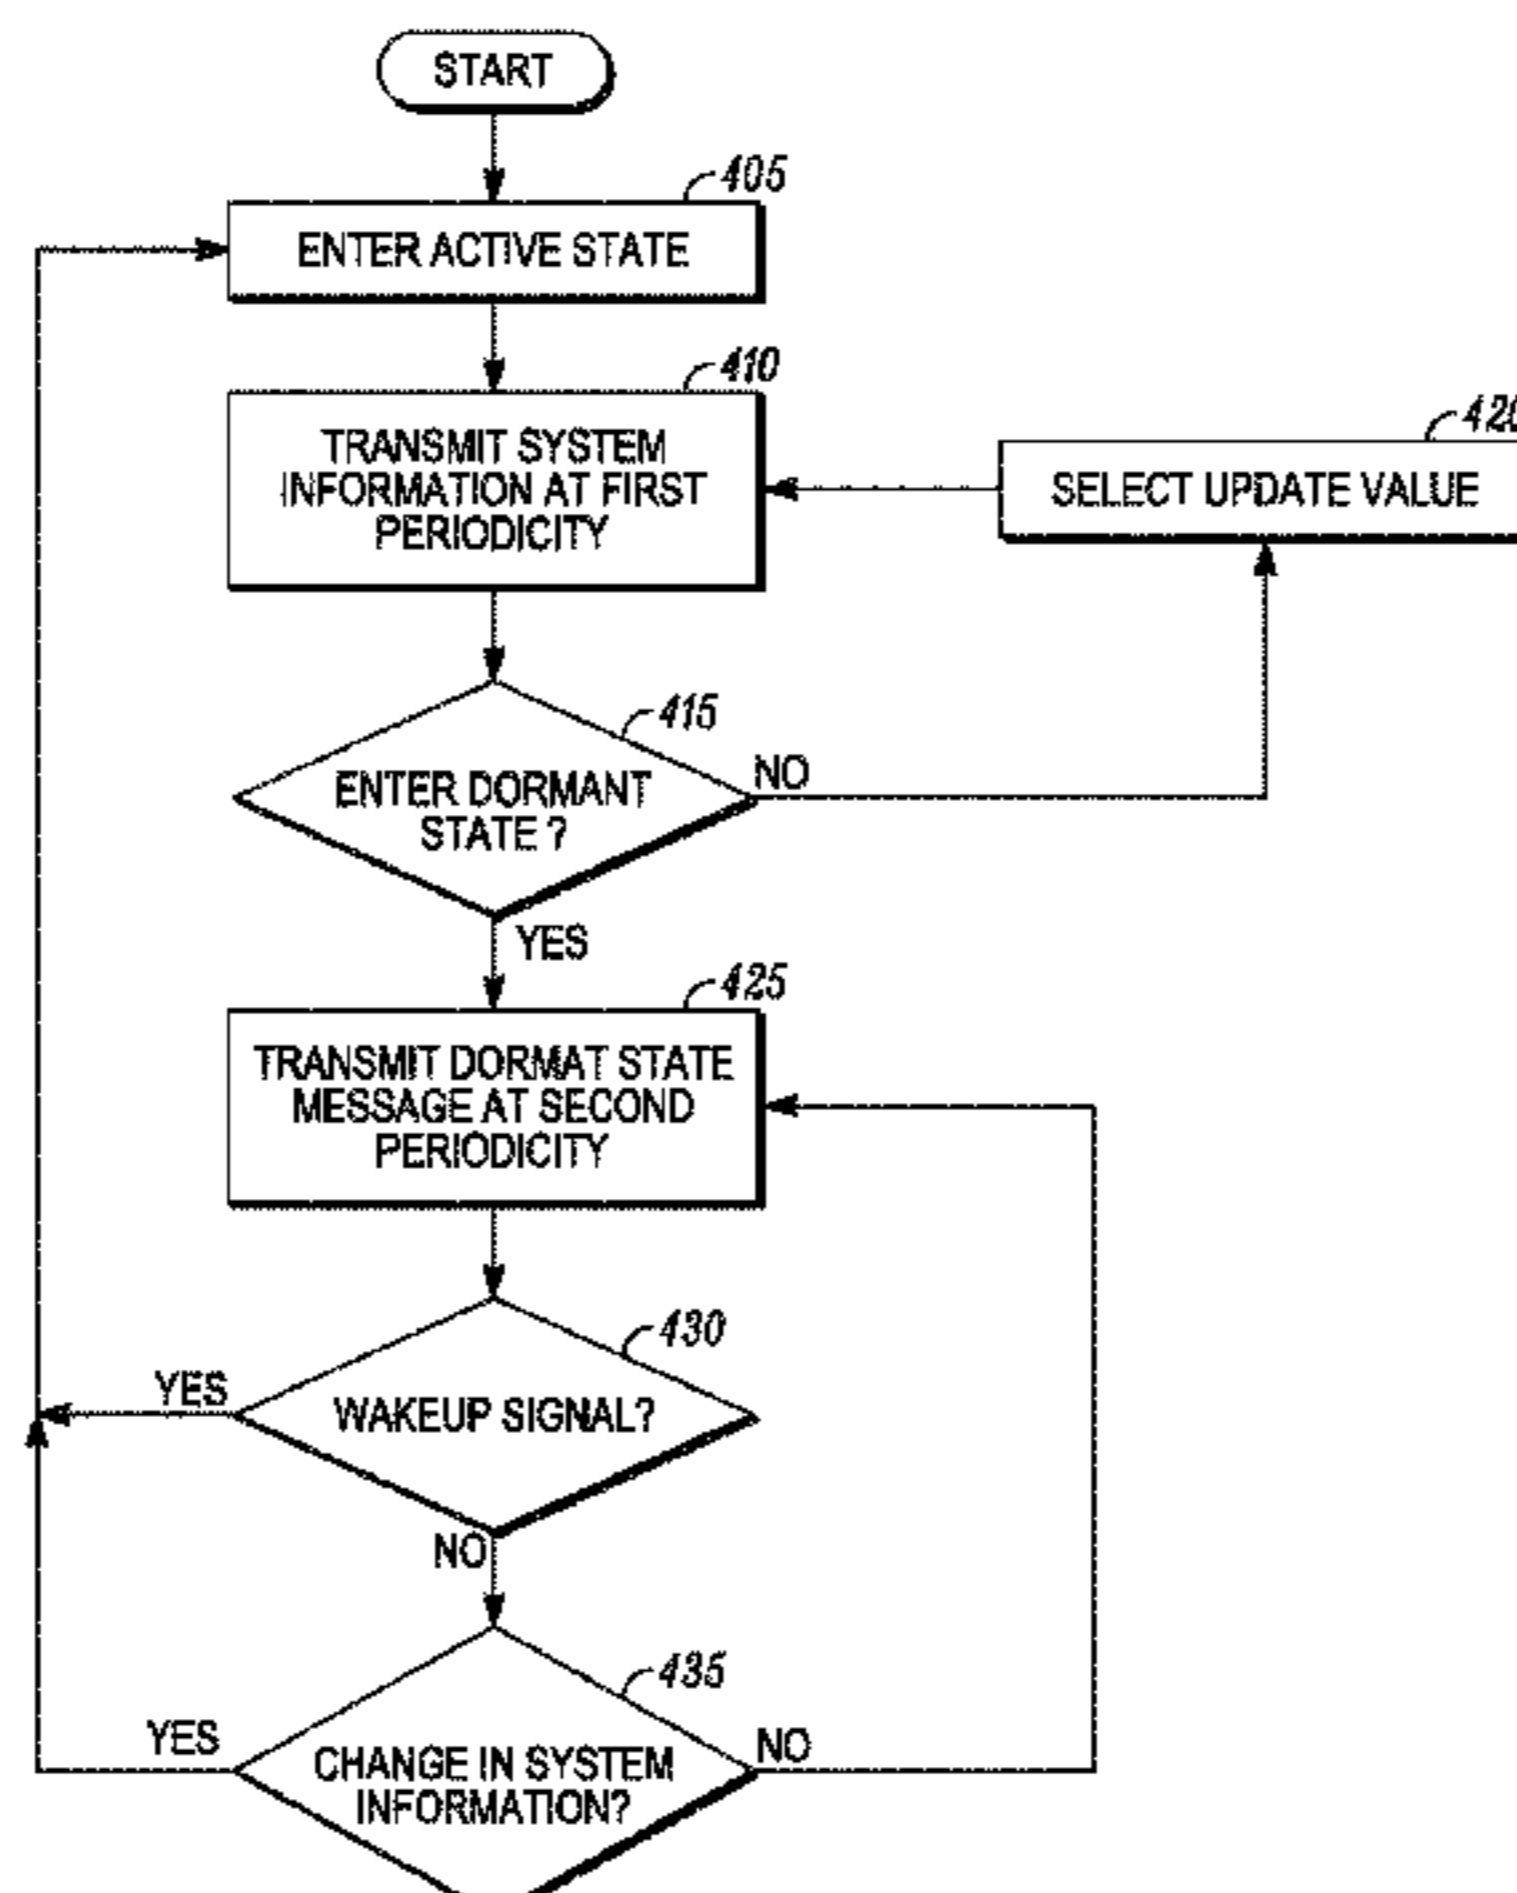 START
405
ENTER ACTIVE STATE
410
TRANSMIT SYSTEM
INFORMATION AT FIRST
PERIODICITY
420
SELECT UPDATE VALUE
415
ENTER DORMANT
STATE ?
NO
YES
425
TRANSMIT DORMAT STATE
MESSAGE AT SECOND
PERIODICITY
430
WAKEUP SIGNAL?
YES
NO
435
CHANGE IN SYSTEM
INFORMATION?
YES
NO